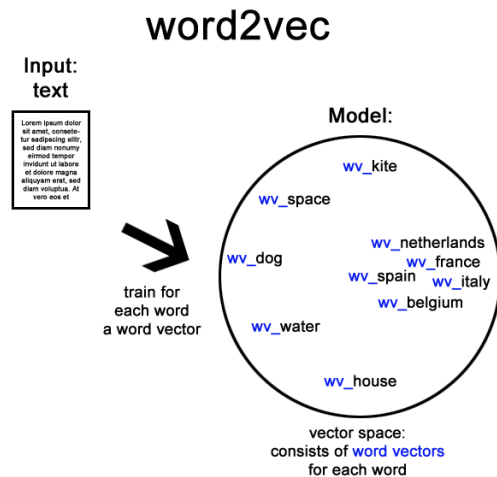 word2vec
Input:
text
Lorem ipsum dolor
sit amet, consete-
tur sadipscing elitr,
sed diam nonumy
eirmod tempor
invidunt ut labore
et dolore magna
aliquyam erat, sed
diam voluptua. At
vero eos et
train for
each word
a word vector
Model:
wv_kite
wv_space
wv_netherlands
wv_dog
wv_france
wv_spain
wv_italy
wv_belgium
wv_water
wv_house
vector space:
consists of word vectors
for each word